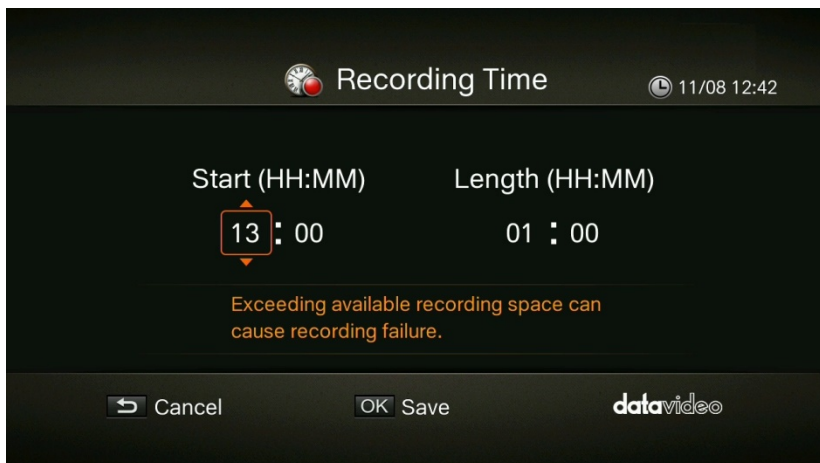 Recording Time
11/08 12:42
Start (HH:MM)
Length (HH:MM)
13 : 00
01 : 00
Exceeding available recording space can
cause recording failure.
Cancel
OK Save
datavideo